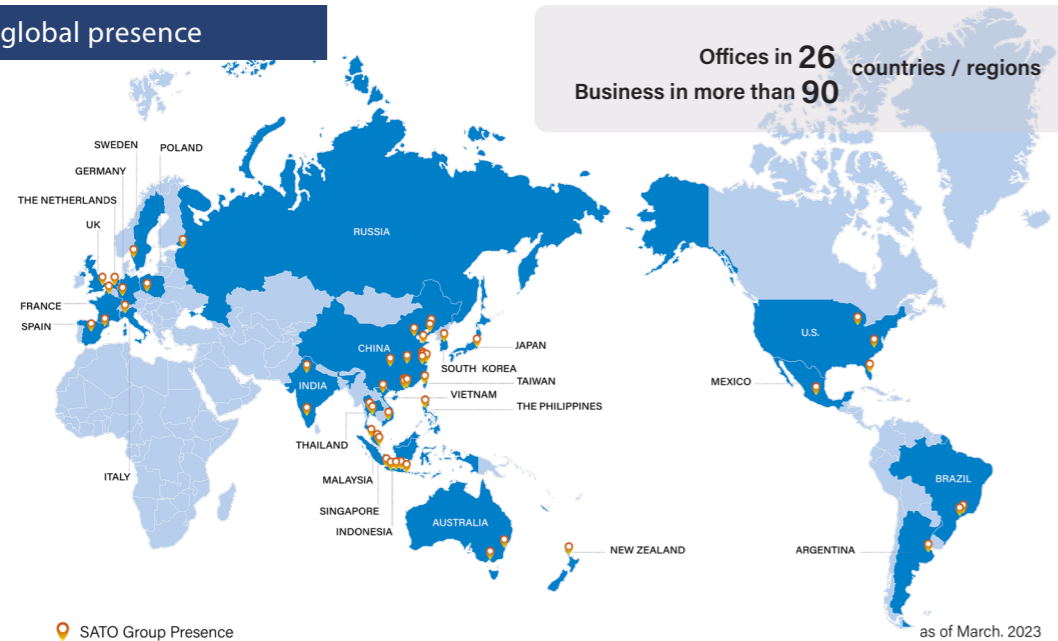 global presence
Offices in 26 countries / regions
Business in more than 90
SWEDEN
POLAND
GERMANY
THE NETHERLANDS
UK
RUSSIA
FRANCE
SPAIN
U.S.
CHINA
JAPAN
SOUTH KOREA
TAIWAN
INDIA
MEXICO
VIETNAM
THE PHILIPPINES
THAILAND
ITALY
MALAYSIA
BRAZIL
SINGAPORE
AUSTRALIA
INDONESIA
NEW ZEALAND
ARGENTINA
SATO Group Presence
as of March. 2023